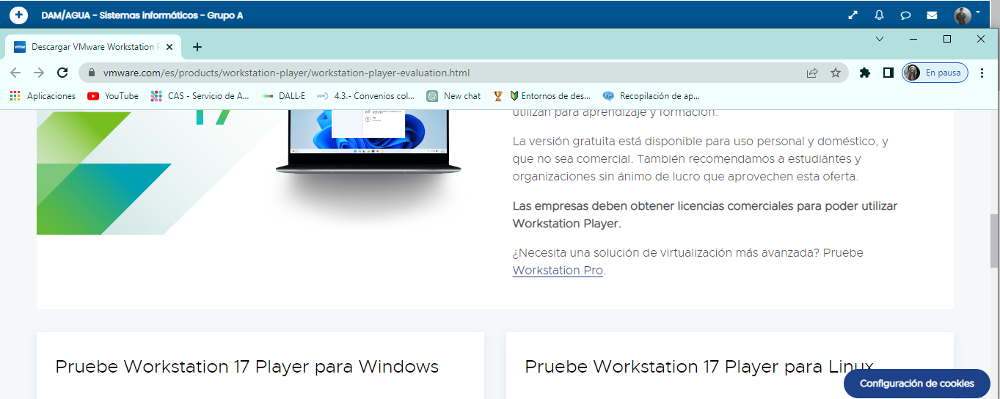 DAM/AGUA - Sistemas informáticos - Grupo A
vmw Descargar VMware Workstation P
vmware.com/es/products/workstation-player/workstation-player-evaluation.html
En pausa
Aplicaciones YouTube CAS - Servicio de A... DALL·E 4.3.- Convenios col... New chat Entornos de des... Recopilación de ap...
17
utilizan para aprendizaje y formación.
La versión gratuita está disponible para uso personal y doméstico, y
que no sea comercial. También recomendamos a estudiantes y
organizaciones sin ánimo de lucro que aprovechen esta oferta.
Las empresas deben obtener licencias comerciales para poder utilizar
Workstation Player.
¿Necesita una solución de virtualización más avanzada? Pruebe
Workstation Pro.
Pruebe Workstation 17 Player para Windows
Pruebe Workstation 17 Player para Linux
Configuración de cookies